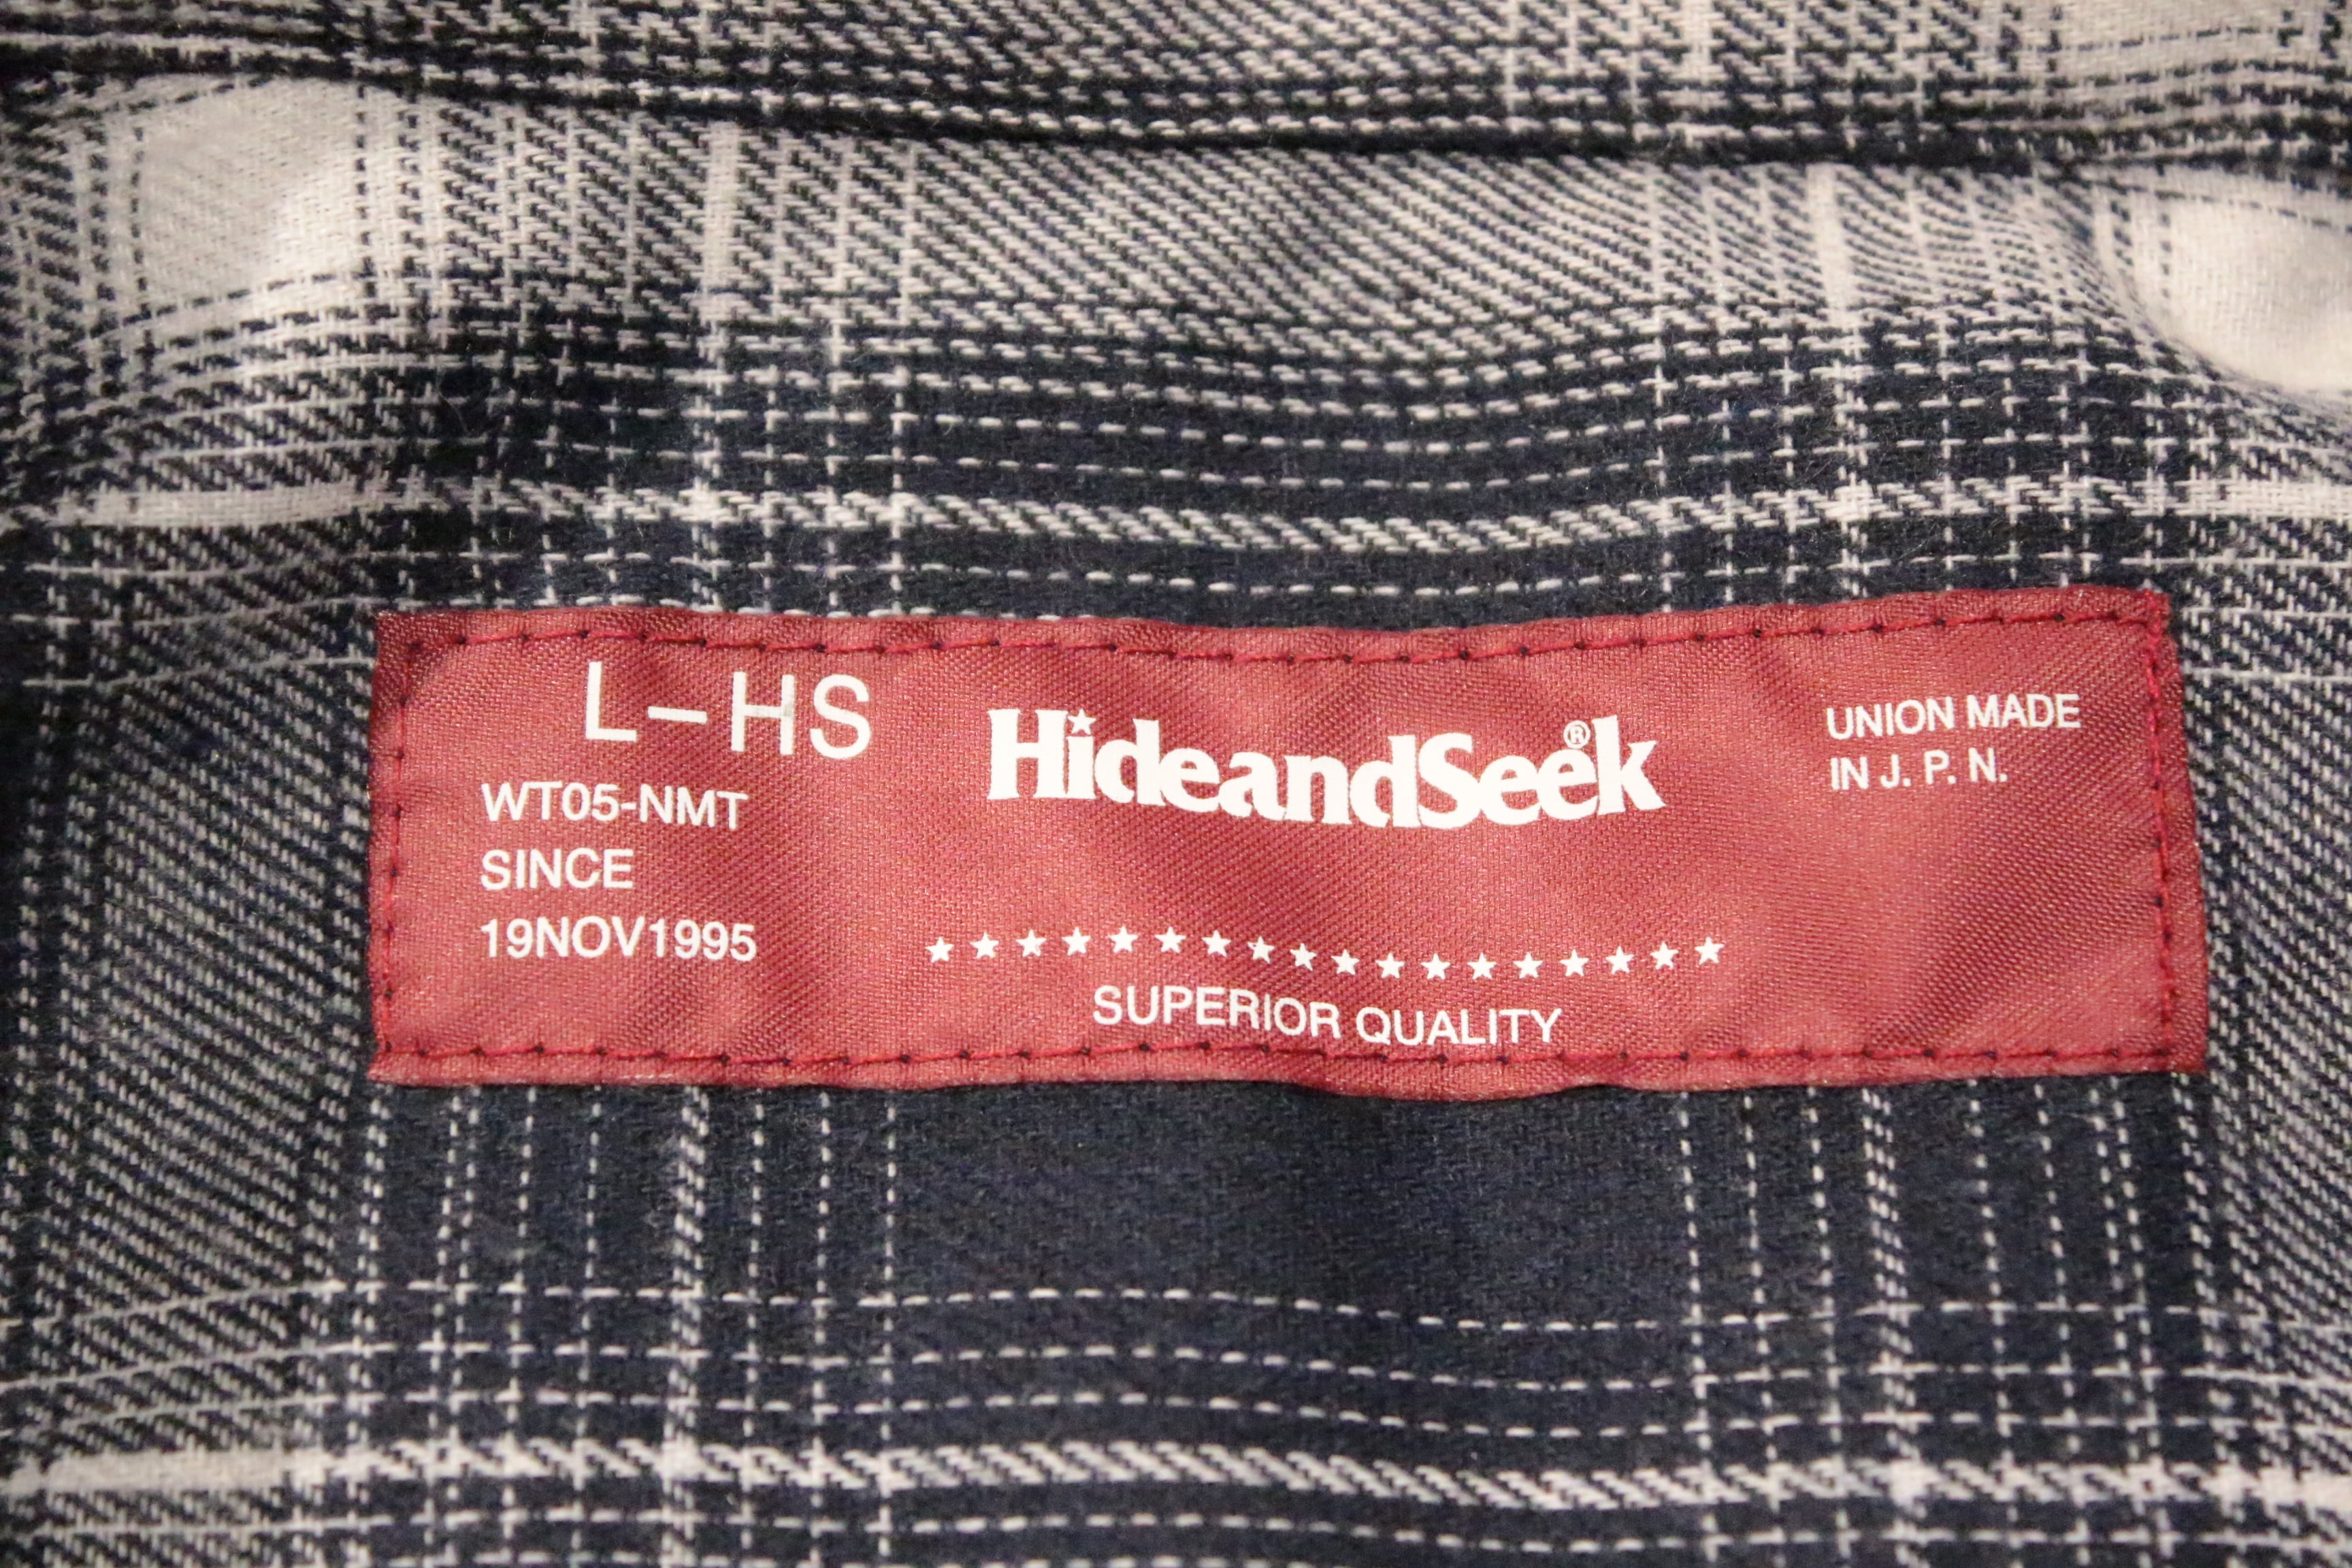 L-HS
WT05-NMT
SINCE
19NOV1995
HideandSeek®
★★★★★★★★★★★★★★★★★★
SUPERIOR QUALITY
UNION MADE
IN J. P. N.